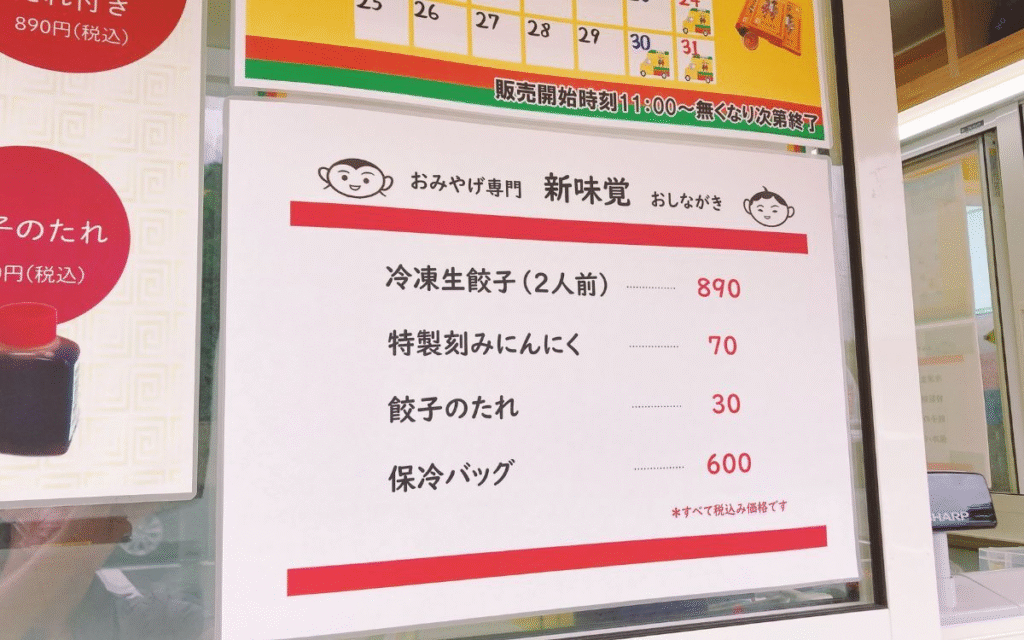 き
890円(税込)
25 26 27 28 29 30 31
24
販売開始時刻11:00～無くなり次第終了
おみやげ専門 新味覚 おしながき
冷凍生餃子(2人前) 890
特製刻みにんにく 70
餃子のたれ 30
保冷バッグ 600
＊すべて税込み価格です
子のたれ
円(税込)
SHARP